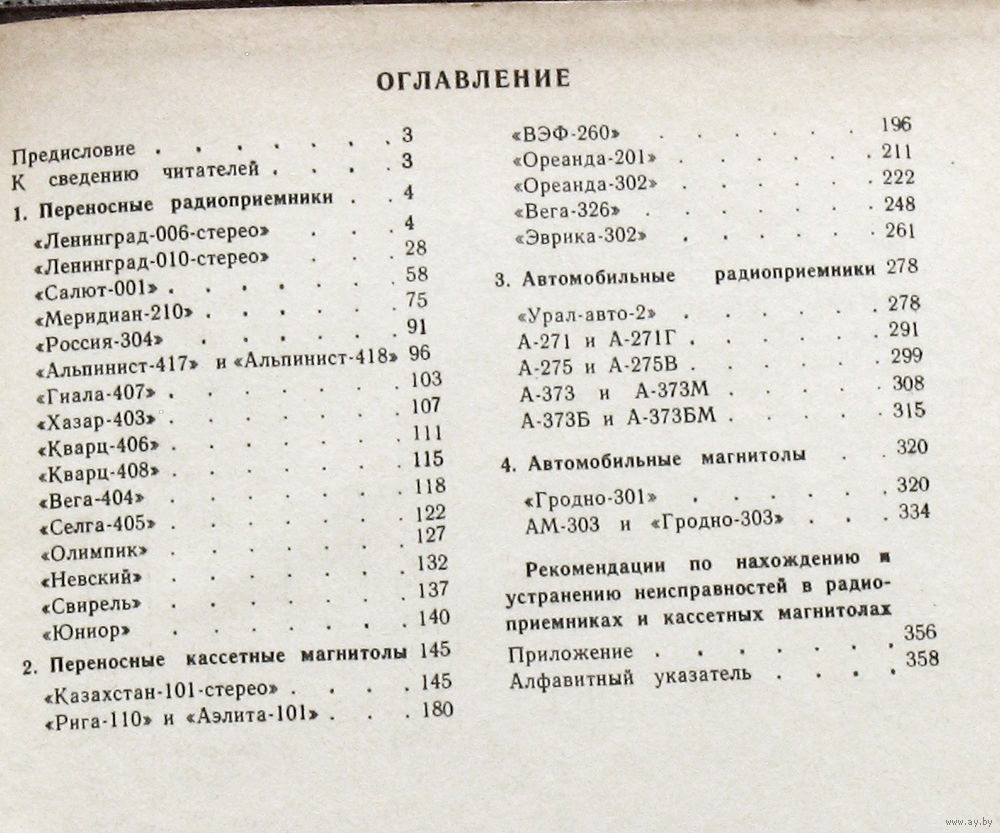 ОГЛАВЛЕНИЕ
Предисловие . . . . . . . 3
К сведению читателей . . . . 3
1. Переносные радиоприемники . . 4
«Ленинград-006-стерео» . . . 4
«Ленинград-010-стерео» . . . 28
«Салют-001» . . . . . . . 58
«Меридиан-210» . . . . . . 75
«Россия-304» . . . . . . 91
«Альпинист-417» и «Альпинист-418» 96
«Гиала-407» . . . . . . . 103
«Хазар-403» . . . . . . . 107
«Кварц-406» . . . . . . . 111
«Кварц-408» . . . . . . . 115
«Вега-404» . . . . . . . 118
«Селга-405» . . . . . . . 122
«Олимпик» . . . . . . . 127
«Невский» . . . . . . . 132
«Свирель» . . . . . . . 137
«Юниор» . . . . . . . 140
2. Переносные кассетные магнитолы 145
«Казахстан-101-стерео» . . . . 145
«Рига-110» и «Аэлита-101» . . . 180
«ВЭФ-260» . . . . . . 196
«Ореанда-201» . . . . . . 211
«Ореанда-302» . . . . . . 222
«Вега-326» . . . . . . . 248
«Эврика-302» . . . . . . 261
3. Автомобильные радиоприемники 278
«Урал-авто-2» . . . . . . 278
А-271 и А-271Г . . . . . . 291
А-275 и А-275В . . . . . . 299
А-373 и А-373М . . . . . 308
А-373Б и А-373БМ . . . . . 315
4. Автомобильные магнитолы . . 320
«Гродно-301» . . . . . . 320
АМ-303 и «Гродно-303» . . . 334
Рекомендации по нахождению и
устранению неисправностей в радио-
приемниках и кассетных магнитолах
356
Приложение . . . . . . .
358
Алфавитный указатель . . . .
www.ay.by